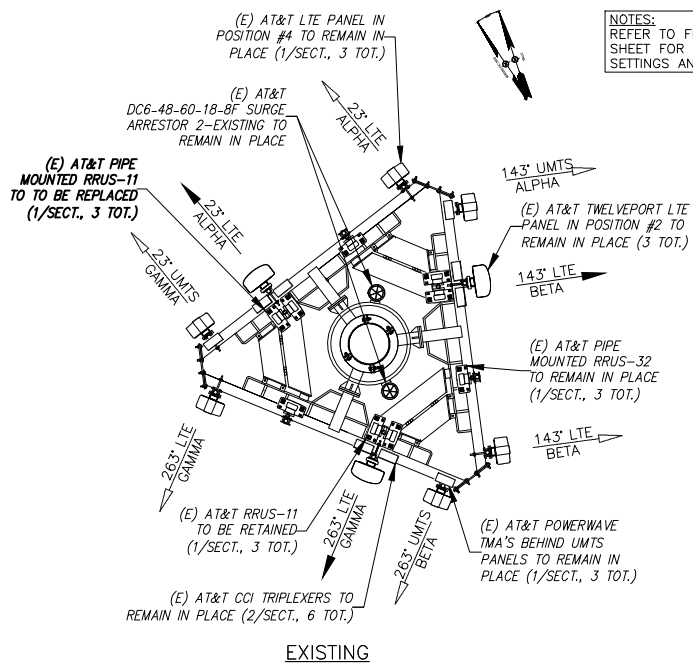 (E) AT&T LTE PANEL IN
POSITION #4 TO REMAIN IN
PLACE (1/SECT., 3 TOT.)
NOTES:
REFER TO
SHEET FOR
SETTINGS
(E) AT&T
DC6-48-60-18-8F SURGE
ARRESTOR 2-EXISTING TO
REMAIN IN PLACE
(E) AT&T PIPE
MOUNTED RRUS-11
TO TO BE REPLACED
(1/SECT., 3 TOT.)
23° LTE
ALPHA
143° UMTS
ALPHA
23° LTE
ALPHA
(E) AT&T TWELVEPORT LTE
PANEL IN POSITION #2 TO
REMAIN IN PLACE (3 TOT.)
23° UMTS
GAMMA
143° LTE
BETA
(E) AT&T PIPE
MOUNTED RRUS-32
TO REMAIN IN PLACE
(1/SECT., 3 TOT.)
143° LTE
BETA
263° LTE
GAMMA
(E) AT&T RRUS-11
TO BE RETAINED
(1/SECT., 3 TOT.)
263° LTE
GAMMA
263° UMTS
BETA
(E) AT&T POWERWAVE
TMA'S BEHIND UMTS
PANELS TO REMAIN IN
PLACE (1/SECT., 3 TOT.)
(E) AT&T CCI TRIPLEXERS TO
REMAIN IN PLACE (2/SECT., 6 TOT.)
EXISTING